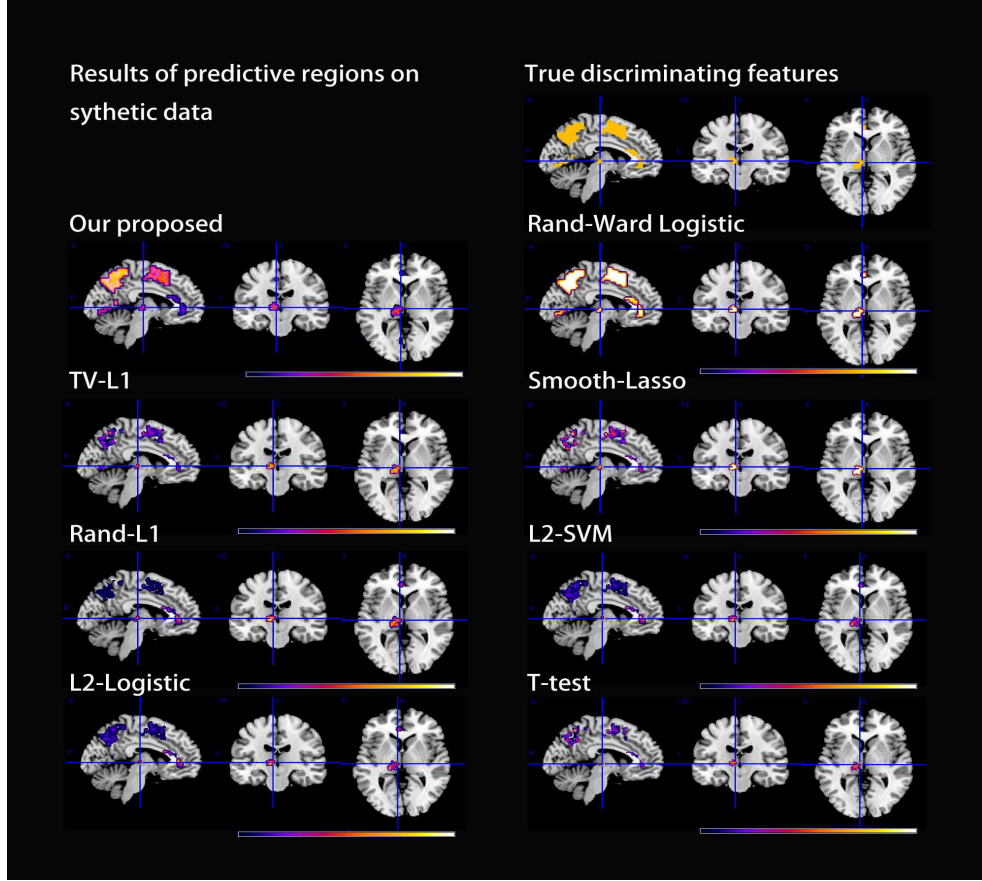 Results of predictive regions on
sythetic data
True discriminating features
Our proposed
Rand-Ward Logistic
TV-L1
Smooth-Lasso
Rand-L1
L2-SVM
L2-Logistic
T-test